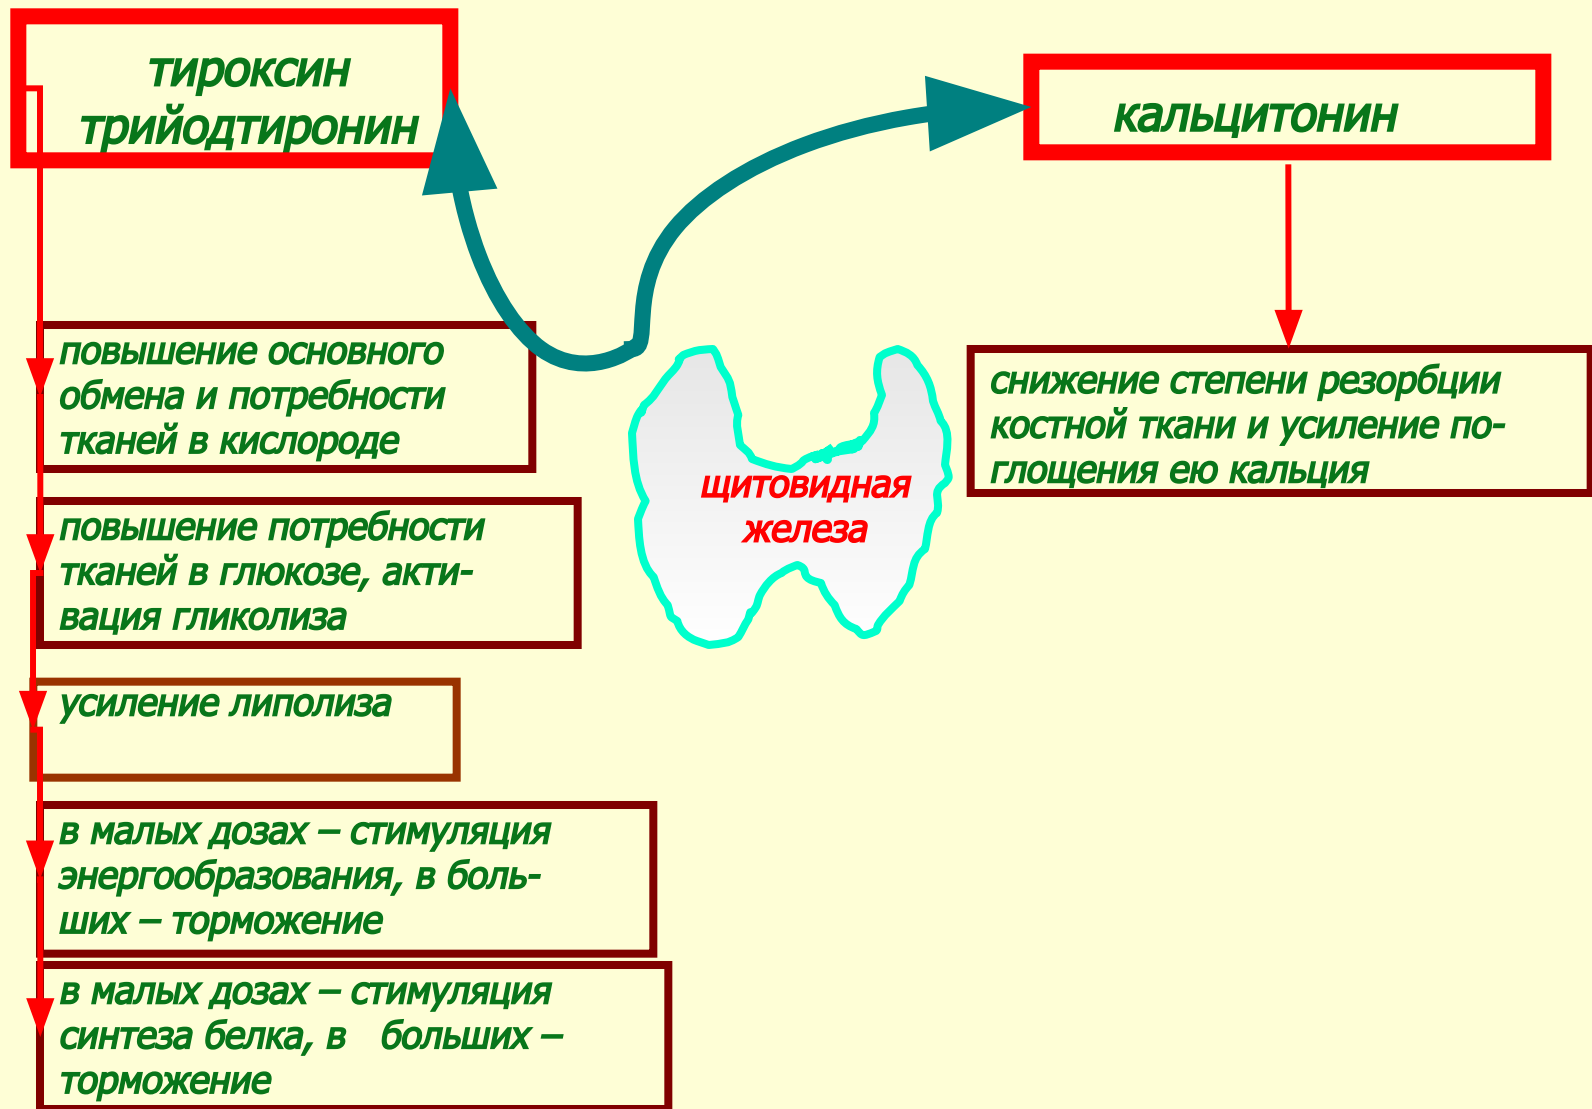 тироксин
трийодтиронин
кальцитонин
повышение основного
обмена и потребности
тканей в кислороде
повышение потребности
тканей в глюкозе, акти-
вация гликолиза
усиление липолиза
в малых дозах – стимуляция
энергообразования, в боль-
ших – торможение
в малых дозах – стимуляция
синтеза белка, в больших –
торможение
щитовидная
железа
снижение степени резорбции
костной ткани и усиление по-
глощения ею кальция